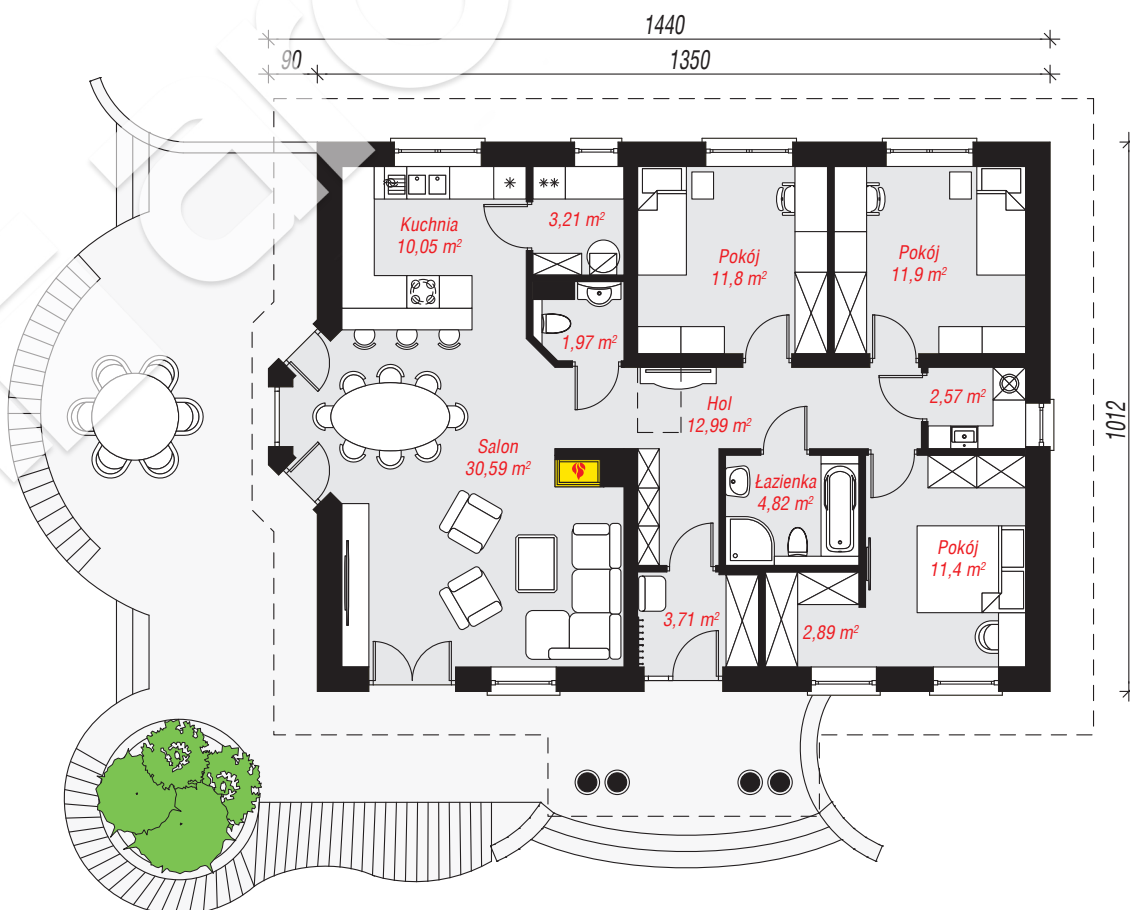 1440
90
1350
1012
Kuchnia
10,05 m²
3,21 m²
Pokój
11,8 m²
Pokój
11,9 m²
1,97 m²
2,57 m²
Hol
12,99 m²
Salon
30,59 m²
Łazienka
4,82 m²
Pokój
11,4 m²
3,71 m²
2,89 m²